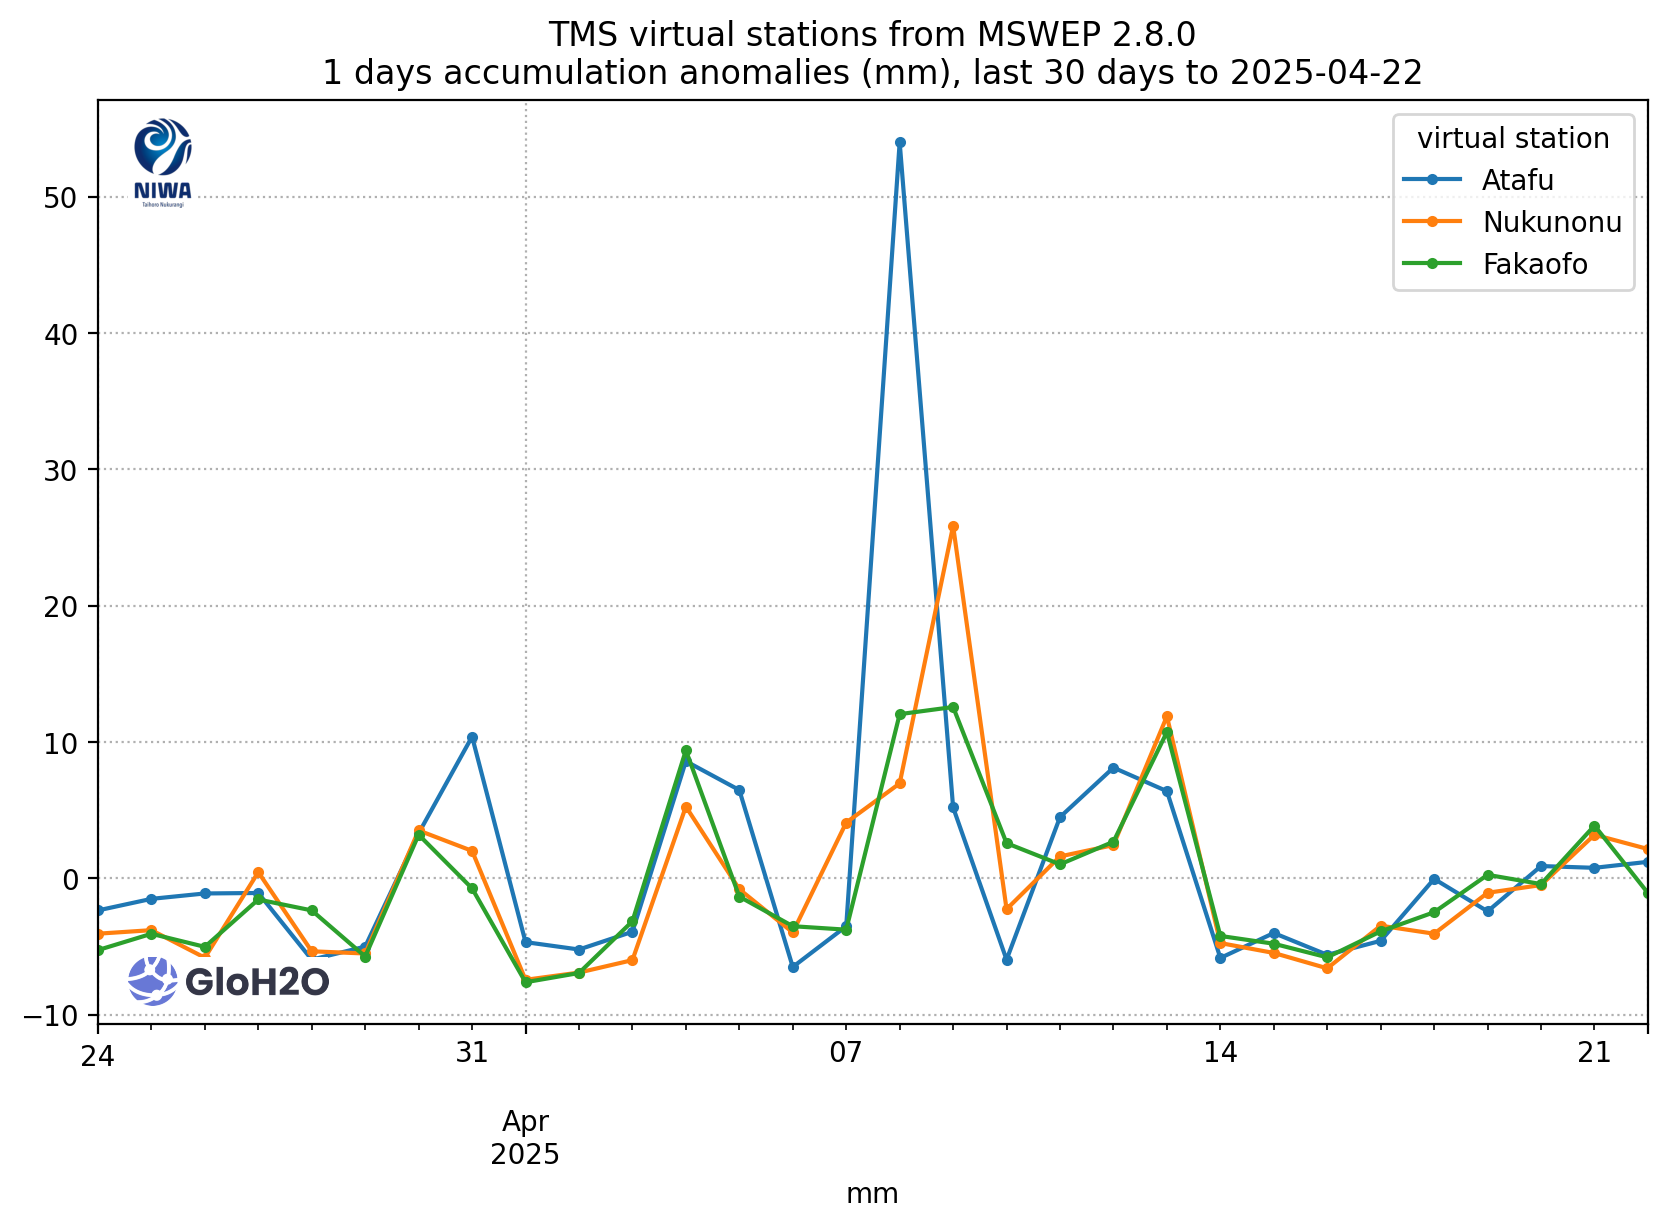 TMS virtual stations from MSWEP 2.8.0
1 days accumulation anomalies (mm), last 30 days to 2025-04-22
NIWA
Taihoro Nukurangi
virtual station
Atafu
Nukunonu
Fakaofo
50
40
30
20
10
0
−10
GloH2O
24
31
07
14
21
Apr
2025
mm